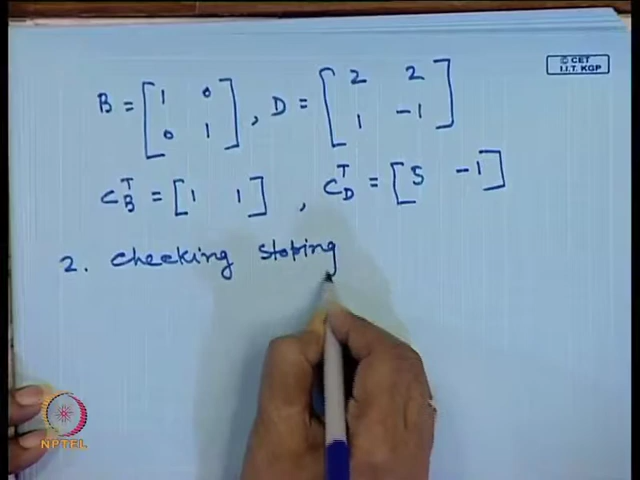 © CET
I.I.T. KGP
B = [1 0; 0 1], D = [2 2; 1 -1]
C_B^T = [1 1], C_D^T = [5 -1]
2. checking stoping
NPTEL